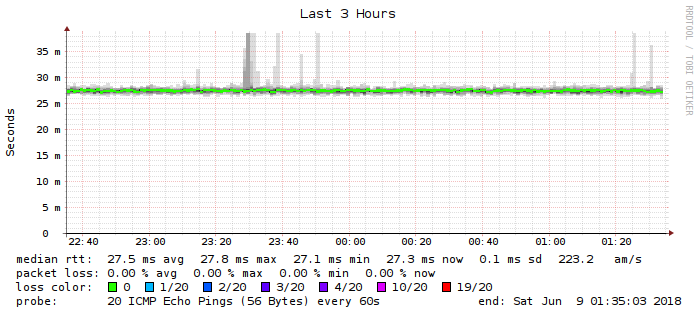 Last 3 Hours
RRDTOOL / TOBI OETIKER
Seconds
35 m
30 m
25 m
20 m
15 m
10 m
5 m
0
22:40 23:00 23:20 23:40 00:00 00:20 00:40 01:00 01:20
median rtt: 27.5 ms avg 27.8 ms max 27.1 ms min 27.3 ms now 0.1 ms sd 223.2 am/s
packet loss: 0.00 % avg 0.00 % max 0.00 % min 0.00 % now
loss color: 0 1/20 2/20 3/20 4/20 10/20 19/20
probe: 20 ICMP Echo Pings (56 Bytes) every 60s end: Sat Jun 9 01:35:03 2018